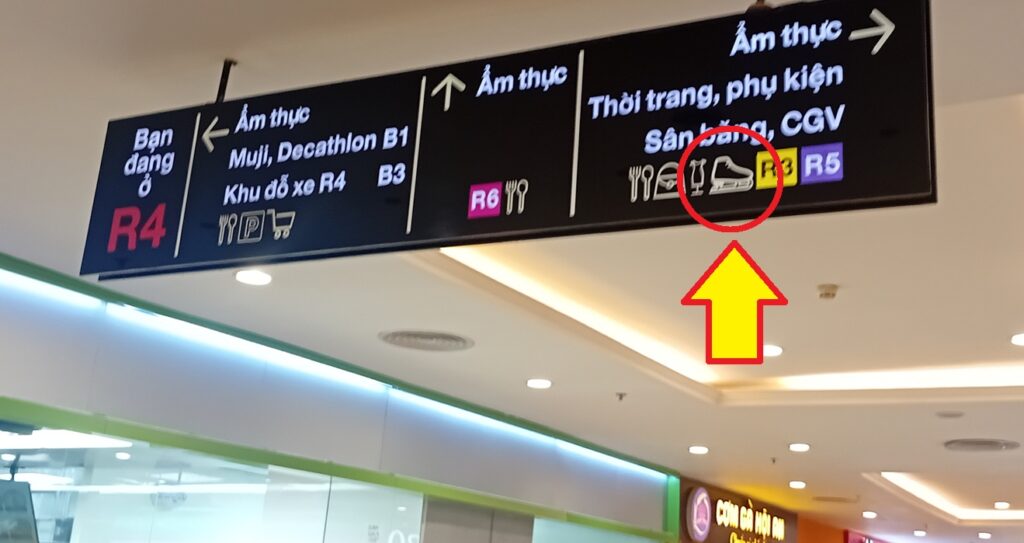 Bạn
đang
ở
R4
Ẩm thực
Muji, Decathlon B1
Khu đỗ xe R4 B3
P
Ẩm thực
R6
Ẩm thực
Thời trang, phụ kiện
Sân băng, CGV
R3 R5
CƠM GÀ HỘI AN